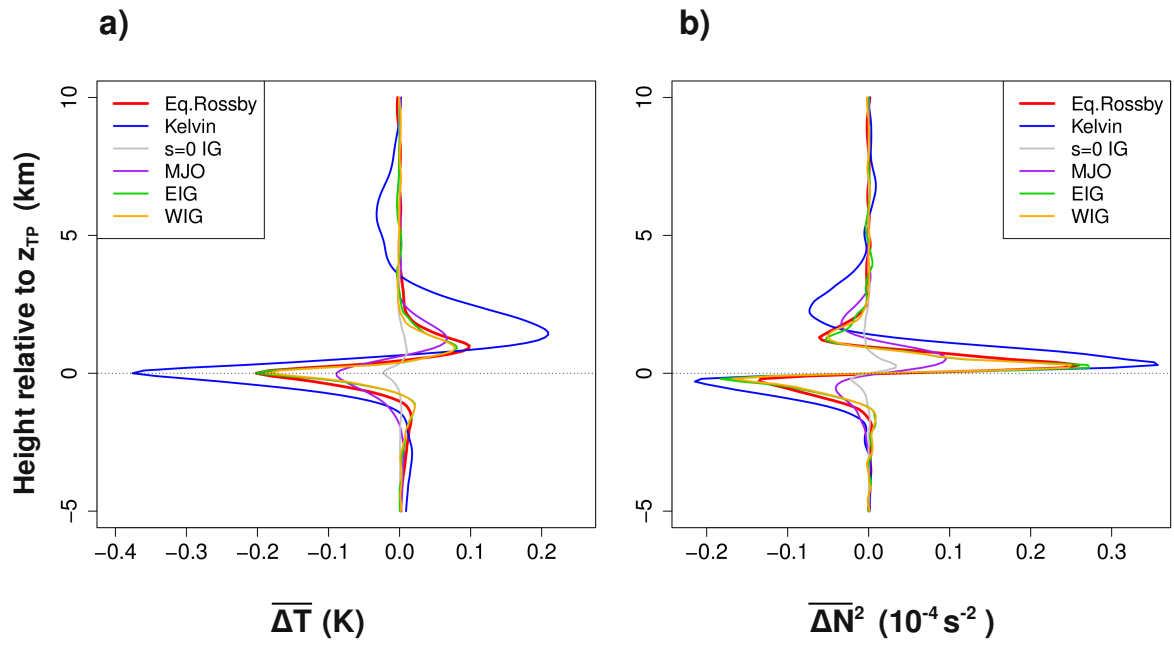 a)
Eq.Rossby
Kelvin
s=0 IG
MJO
EIG
WIG
Height relative to zTP (km)
10
5
0
−5
−0.4 −0.3 −0.2 −0.1 0.0 0.1 0.2
ΔT (K)
b)
Eq.Rossby
Kelvin
s=0 IG
MJO
EIG
WIG
10
5
0
−5
−0.2 −0.1 0.0 0.1 0.2 0.3
ΔN² (10⁻⁴ s⁻²)